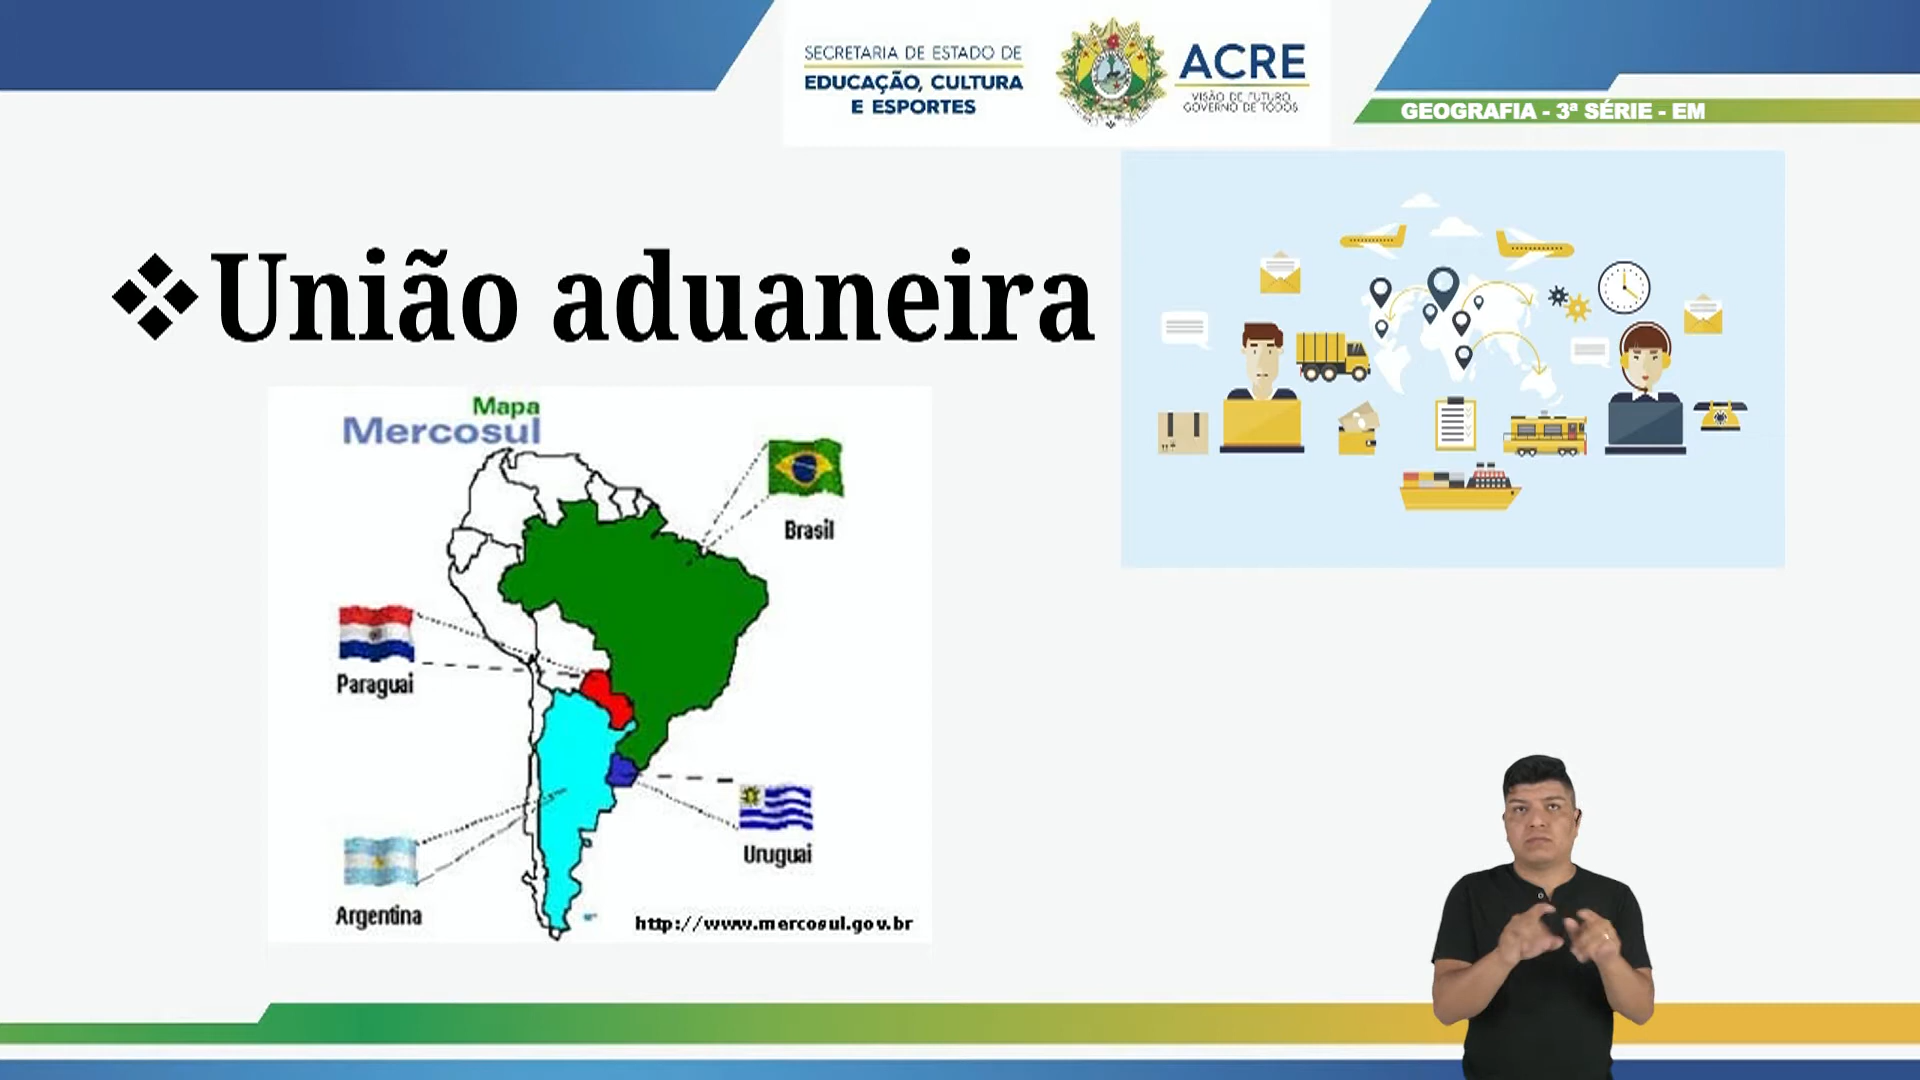 SECRETARIA DE ESTADO DE
EDUCAÇÃO, CULTURA
E ESPORTES
ACRE
VISÃO DE FUTURO,
GOVERNO DE TODOS
GEOGRAFIA - 3ª SÉRIE - EM
❖União aduaneira
Mapa
Mercosul
Brasil
Paraguai
Uruguai
Argentina
http://www.mercosul.gov.br